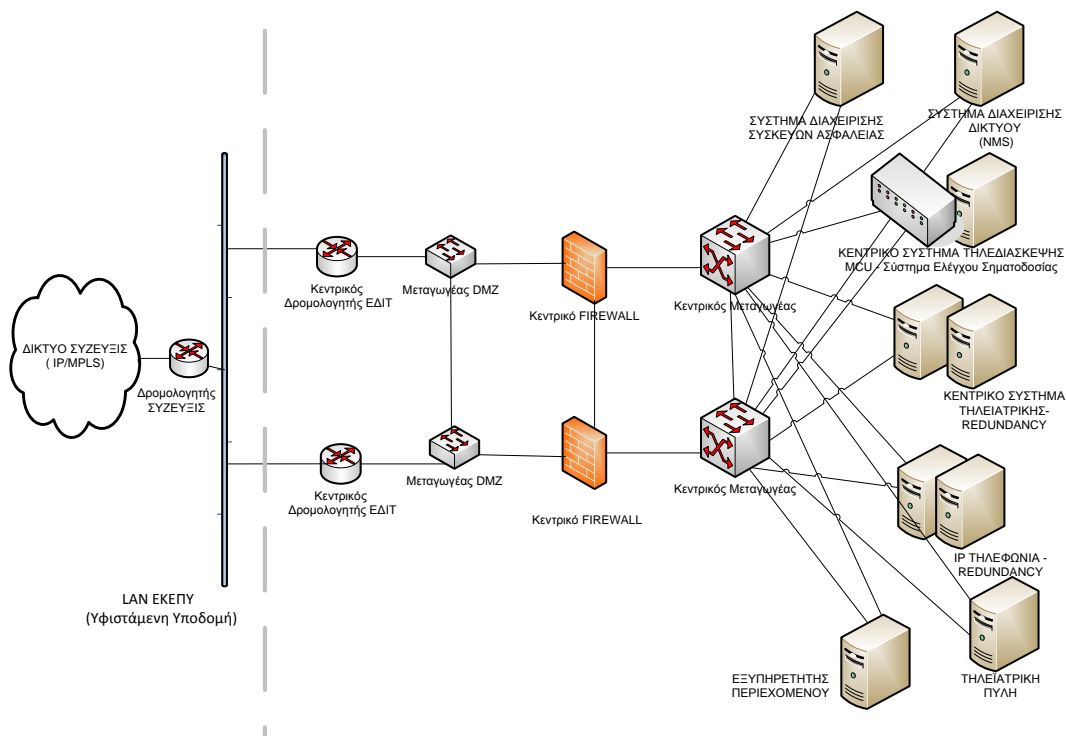 ΣΥΣΤΗΜΑ ΔΙΑΧΕΙΡΙΣΗΣ
ΣΥΣΚΕΥΩΝ ΑΣΦΑΛΕΙΑΣ
ΣΥΣΤΗΜΑ ΔΙΑΧΕΙΡΙΣΗΣ
ΔΙΚΤΥΟΥ
(NMS)
ΚΕΝΤΡΙΚΟ ΣΥΣΤΗΜΑ ΤΗΛΕΔΙΑΣΚΕΨΗΣ
MCU - Σύστημα Ελέγχου Σηματοδοσίας
Κεντρικός
Δρομολογητής ΕΔΙΤ
Μεταγωγέας DMZ
Κεντρικό FIREWALL
Κεντρικός Μεταγωγέας
ΔΙΚΤΥΟ ΣΥΖΕΥΞΙΣ
( IP/MPLS)
Δρομολογητής
ΣΥΖΕΥΞΙΣ
ΚΕΝΤΡΙΚΟ ΣΥΣΤΗΜΑ
ΤΗΛΕΙΑΤΡΙΚΗΣ-
REDUNDANCY
Κεντρικός
Δρομολογητής ΕΔΙΤ
Μεταγωγέας DMZ
Κεντρικό FIREWALL
Κεντρικός Μεταγωγέας
IP ΤΗΛΕΦΩΝΙΑ -
REDUNDANCY
LAN ΕΚΕΠΥ
(Υφιστάμενη Υποδομή)
ΕΞΥΠΗΡΕΤΗΤΗΣ
ΠΕΡΙΕΧΟΜΕΝΟΥ
ΤΗΛΕΪΑΤΡΙΚΗ
ΠΥΛΗ